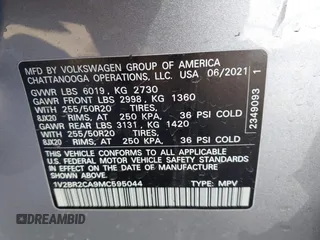 MFD. BY VOLKSWAGEN GROUP OF AMERICA
CHATTANOOGA OPERATIONS, LLC. USA 06/2021
GVWR LBS 6019, KG 2730
GAWR FRONT LBS 2998, KG 1360
WITH 255/50R20 TIRES,
8JX20 RIMS, AT 250 KPA, 36 PSI COLD
GAWR REAR LBS 3131, KG 1420
WITH 255/50R20 TIRES,
8JX20 RIMS, AT 250 KPA, 36 PSI COLD
THIS VEHICLE CONFORMS TO ALL APPLICABLE
FEDERAL MOTOR VEHICLE SAFETY STANDARDS
IN EFFECT ON THE DATE OF MANUFACTURE
SHOWN ABOVE.
1V2BR2CA9MC595044 TYPE: MPV
2349093 1